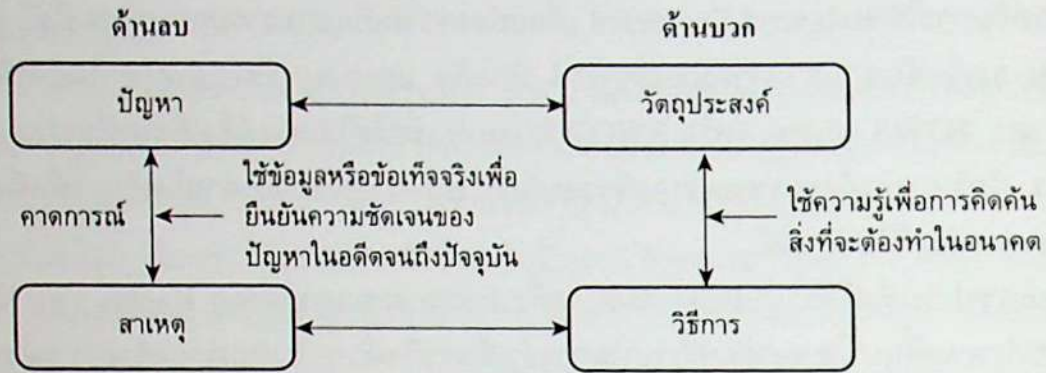 ด้านลบ
ด้านบวก
ปัญหา
วัตถุประสงค์
คาดการณ์
ใช้ข้อมูลหรือข้อเท็จจริงเพื่อ
ยืนยันความชัดเจนของ
ปัญหาในอดีตจนถึงปัจจุบัน
ใช้ความรู้เพื่อการคิดค้น
สิ่งที่จะต้องทำในอนาคต
สาเหตุ
วิธีการ